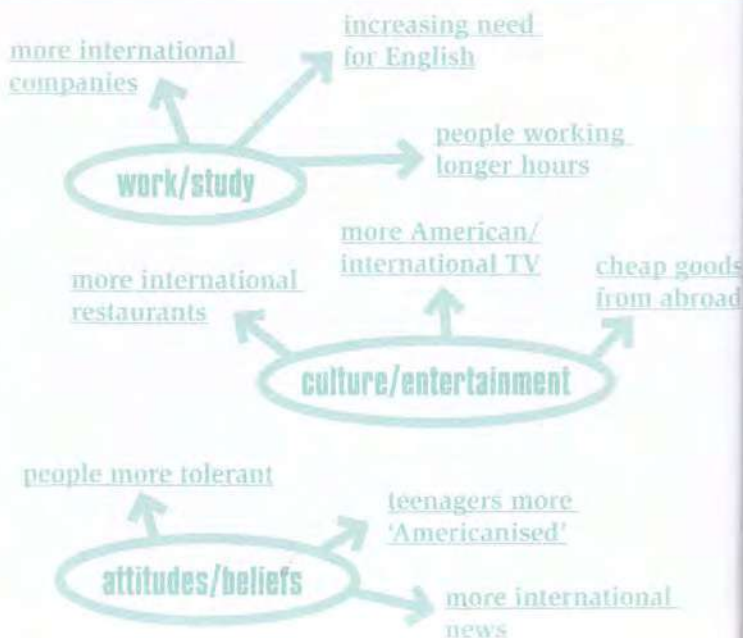 increasing need
for English
more international
companies
people working
longer hours
work/study
more American/
international TV
cheap goods
from abroad
more international
restaurants
culture/entertainment
people more tolerant
teenagers more
'Americanised'
attitudes/beliefs
more international
news